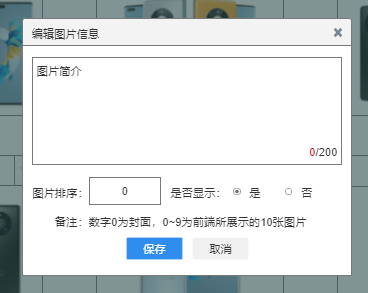 编辑图片信息
图片简介
0/200
图片排序: 0 是否显示: 是 否
备注: 数字0为封面, 0~9为前端所展示的10张图片
保存 取消